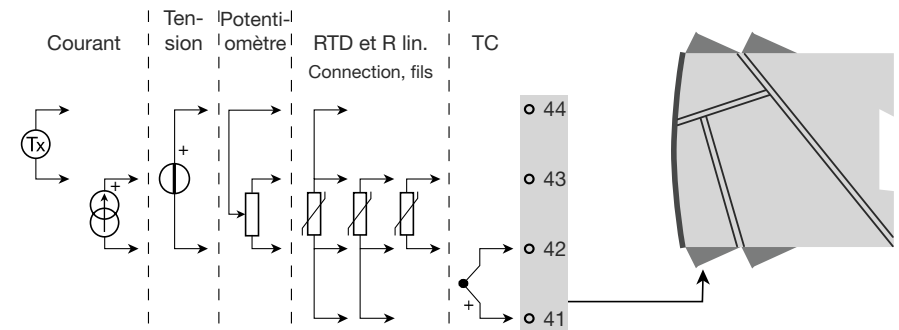 Courant
Ten-
sion
Potenti-
omètre
RTD et R lin.
Connection, fils
TC
Tx
+
+
+
44
43
42
41